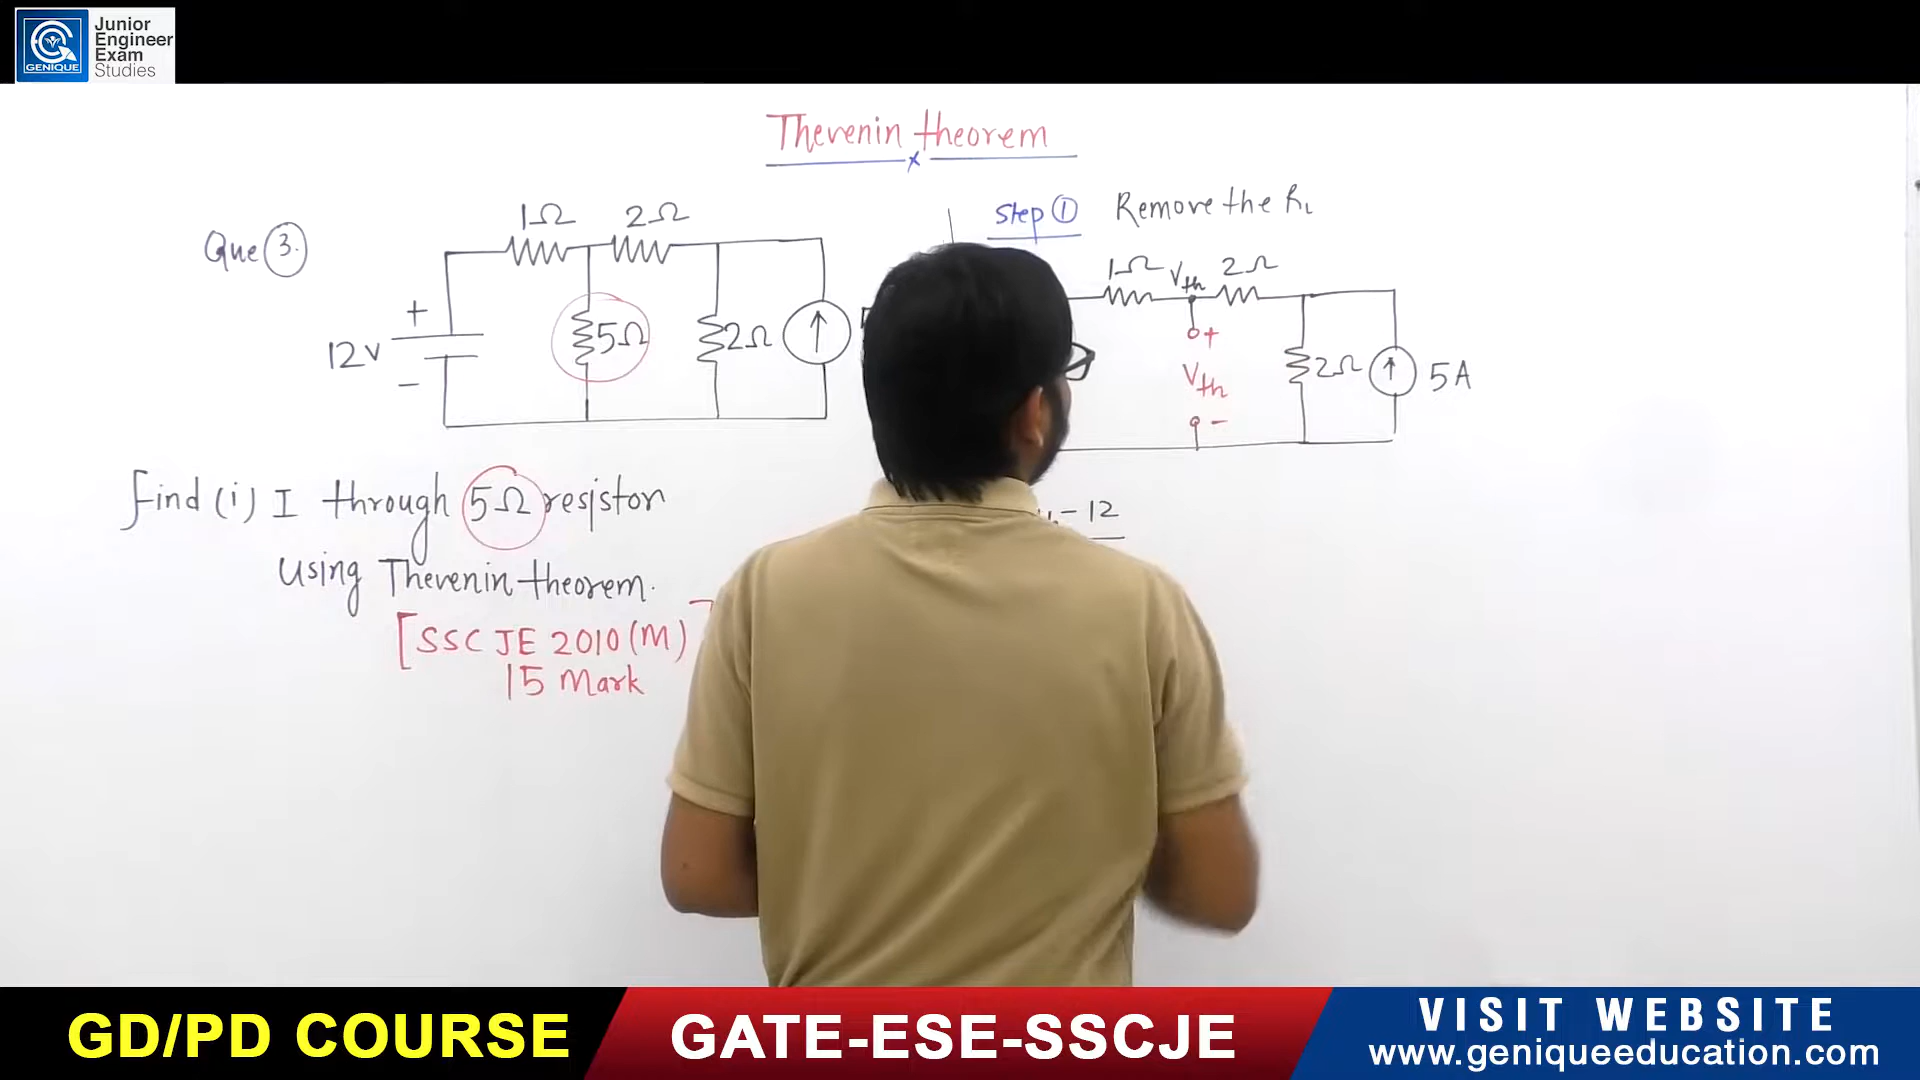 GENIQUE
Junior
Engineer
Exam
Studies
Thevenin theorem
Que 3.
1Ω
2Ω
+
12V
-
5Ω
2Ω
Find (i) I through 5Ω resistor
using Thevenin theorem.
[SSC JE 2010 (M)]
15 Mark
Step 1 Remove the RL
1Ω
Vth
2Ω
+
Vth
-
2Ω
5A
- 12
GD/PD COURSE
GATE-ESE-SSCJE
VISIT WEBSITE
www.geniqueeducation.com